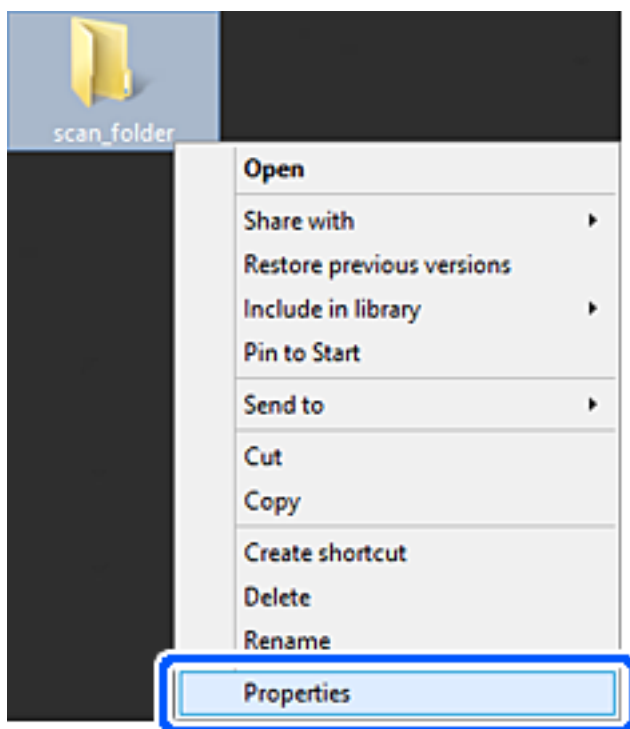 scan_folder
Open
Share with
Restore previous versions
Include in library
Pin to Start
Send to
Cut
Copy
Create shortcut
Delete
Rename
Properties